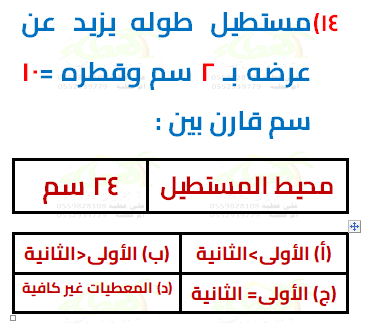 ١٤) مستطيل طوله يزيد عن
عرضه بـ ٢ سم وقطره = ١٠
سم قارن بين :
محيط المستطيل ٢٤ سم
(أ) الأولى>الثانية (ب) الأولى<الثانية
(ج) الأولى= الثانية (د) المعطيات غير كافية